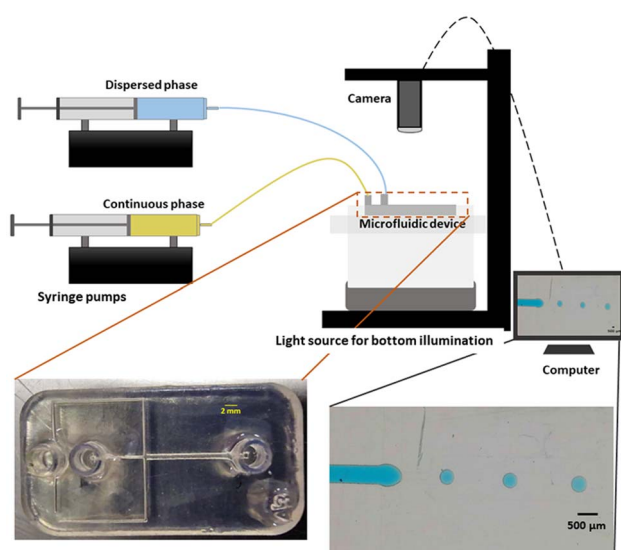 Dispersed phase
Camera
Continuous phase
Microfluidic device
Syringe pumps
Light source for bottom illumination
Computer
2 mm
500 µm